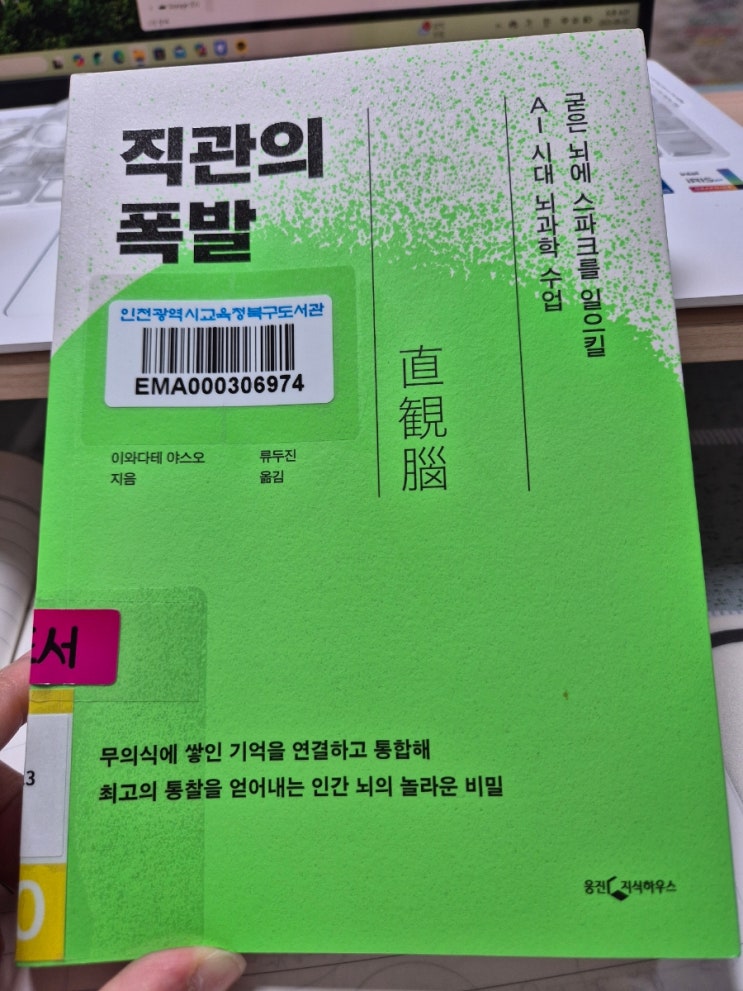 직관의
폭발
굳은 뇌에 스파크를 일으킬
AI 시대 뇌과학 수업
인천광역시교육청북구도서관
EMA000306974
直観脳
이와다테 야스오
지음
류두진
옮김
서
무의식에 쌓인 기억을 연결하고 통합해
최고의 통찰을 얻어내는 인간 뇌의 놀라운 비밀
3
0
웅진지식하우스